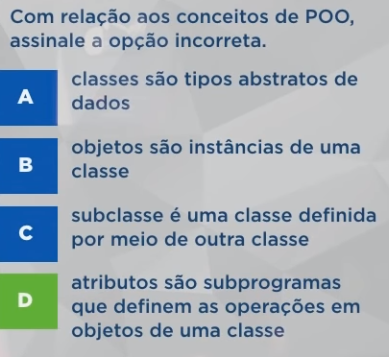 Com relação aos conceitos de POO,
assinale a opção incorreta.
A
classes são tipos abstratos de
dados
B
objetos são instâncias de uma
classe
C
subclasse é uma classe definida
por meio de outra classe
D
atributos são subprogramas
que definem as operações em
objetos de uma classe